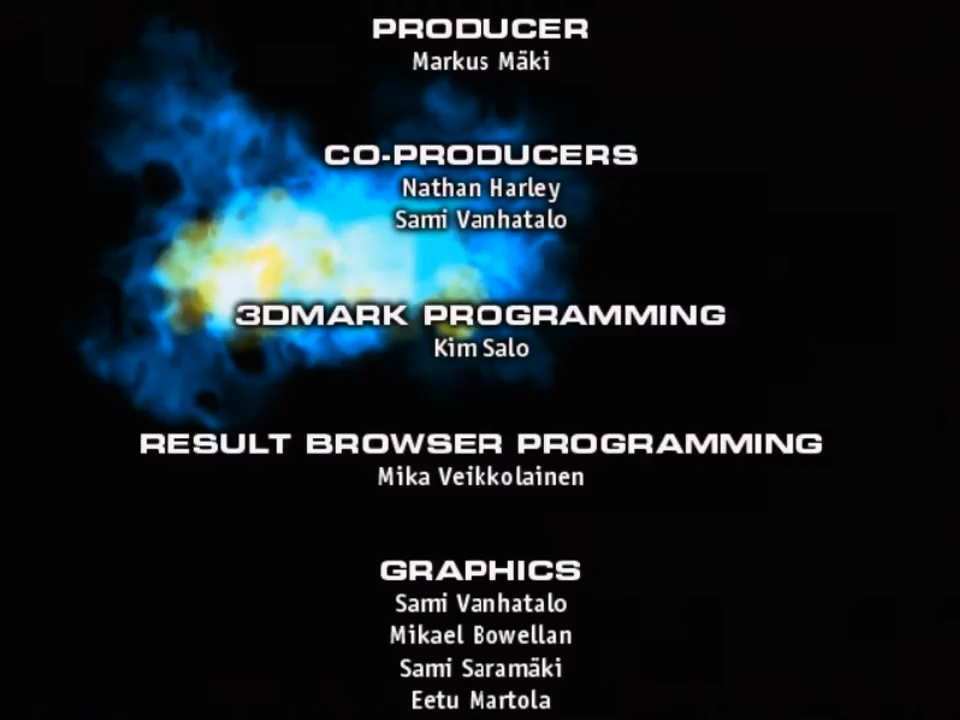 PRODUCER
Markus Mäki
CO-PRODUCERS
Nathan Harley
Sami Vanhatalo
3DMARK PROGRAMMING
Kim Salo
RESULT BROWSER PROGRAMMING
Mika Veikkolainen
GRAPHICS
Sami Vanhatalo
Mikael Bowellan
Sami Saramäki
Eetu Martola